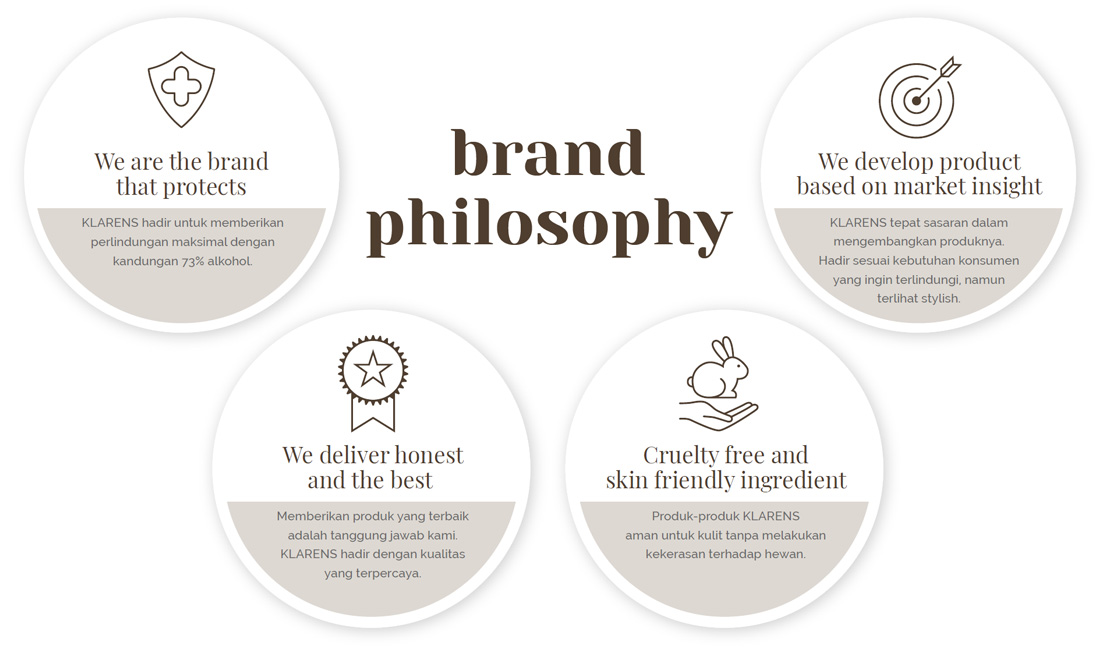 brand
philosophy
We are the brand
that protects
KLARENS hadir untuk memberikan
perlindungan maksimal dengan
kandungan 73% alkohol.
We develop product
based on market insight
KLARENS tepat sasaran dalam
mengembangkan produknya.
Hadir sesuai kebutuhan konsumen
yang ingin terlindungi, namun
terlihat stylish.
We deliver honest
and the best
Memberikan produk yang terbaik
adalah tanggung jawab kami.
KLARENS hadir dengan kualitas
yang terpercaya.
Cruelty free and
skin friendly ingredient
Produk-produk KLARENS
aman untuk kulit tanpa melakukan
kekerasan terhadap hewan.